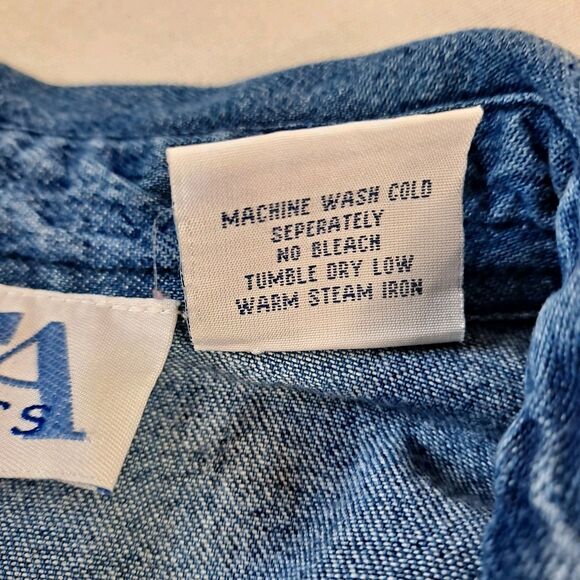 MACHINE WASH COLD
SEPERATELY
NO BLEACH
TUMBLE DRY LOW
WARM STEAM IRON